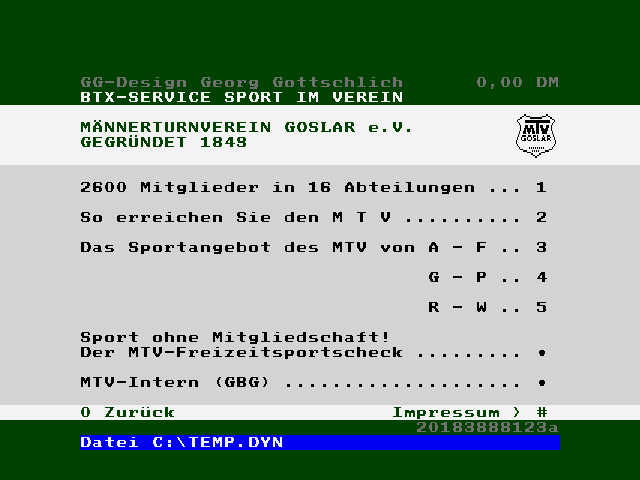 GG-Design Georg Gottschlich 0,00 DM
BTX-SERVICE SPORT IM VEREIN
MÄNNERTURNVEREIN GOSLAR e.V.
GEGRÜNDET 1848
MTV
GOSLAR
2600 Mitglieder in 16 Abteilungen ... 1
So erreichen Sie den M T V .......... 2
Das Sportangebot des MTV von A - F .. 3
G - P .. 4
R - W .. 5
Sport ohne Mitgliedschaft!
Der MTV-Freizeitsportscheck ......... •
MTV-Intern (GBG) .................... •
0 Zurück Impressum > #
20183888123a
Datei C:\TEMP.DYN